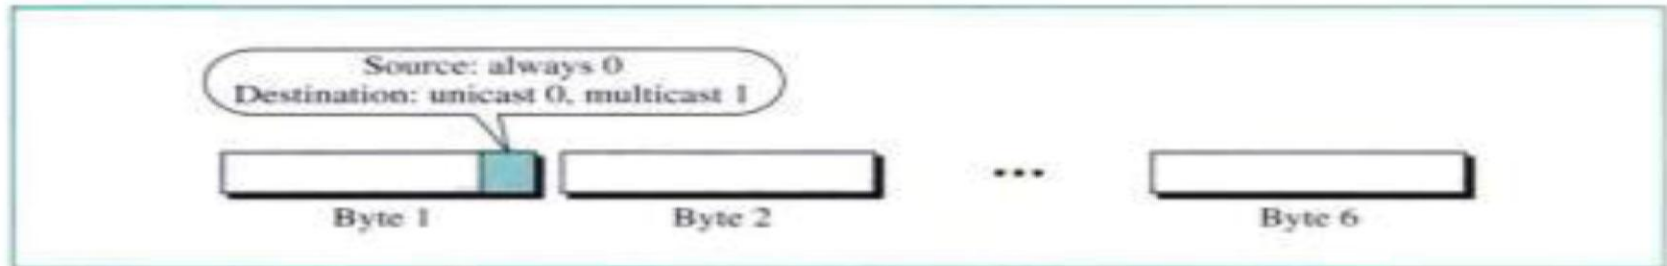 Source: always 0
Destination: unicast 0, multicast 1
...
Byte 1 Byte 2 Byte 6